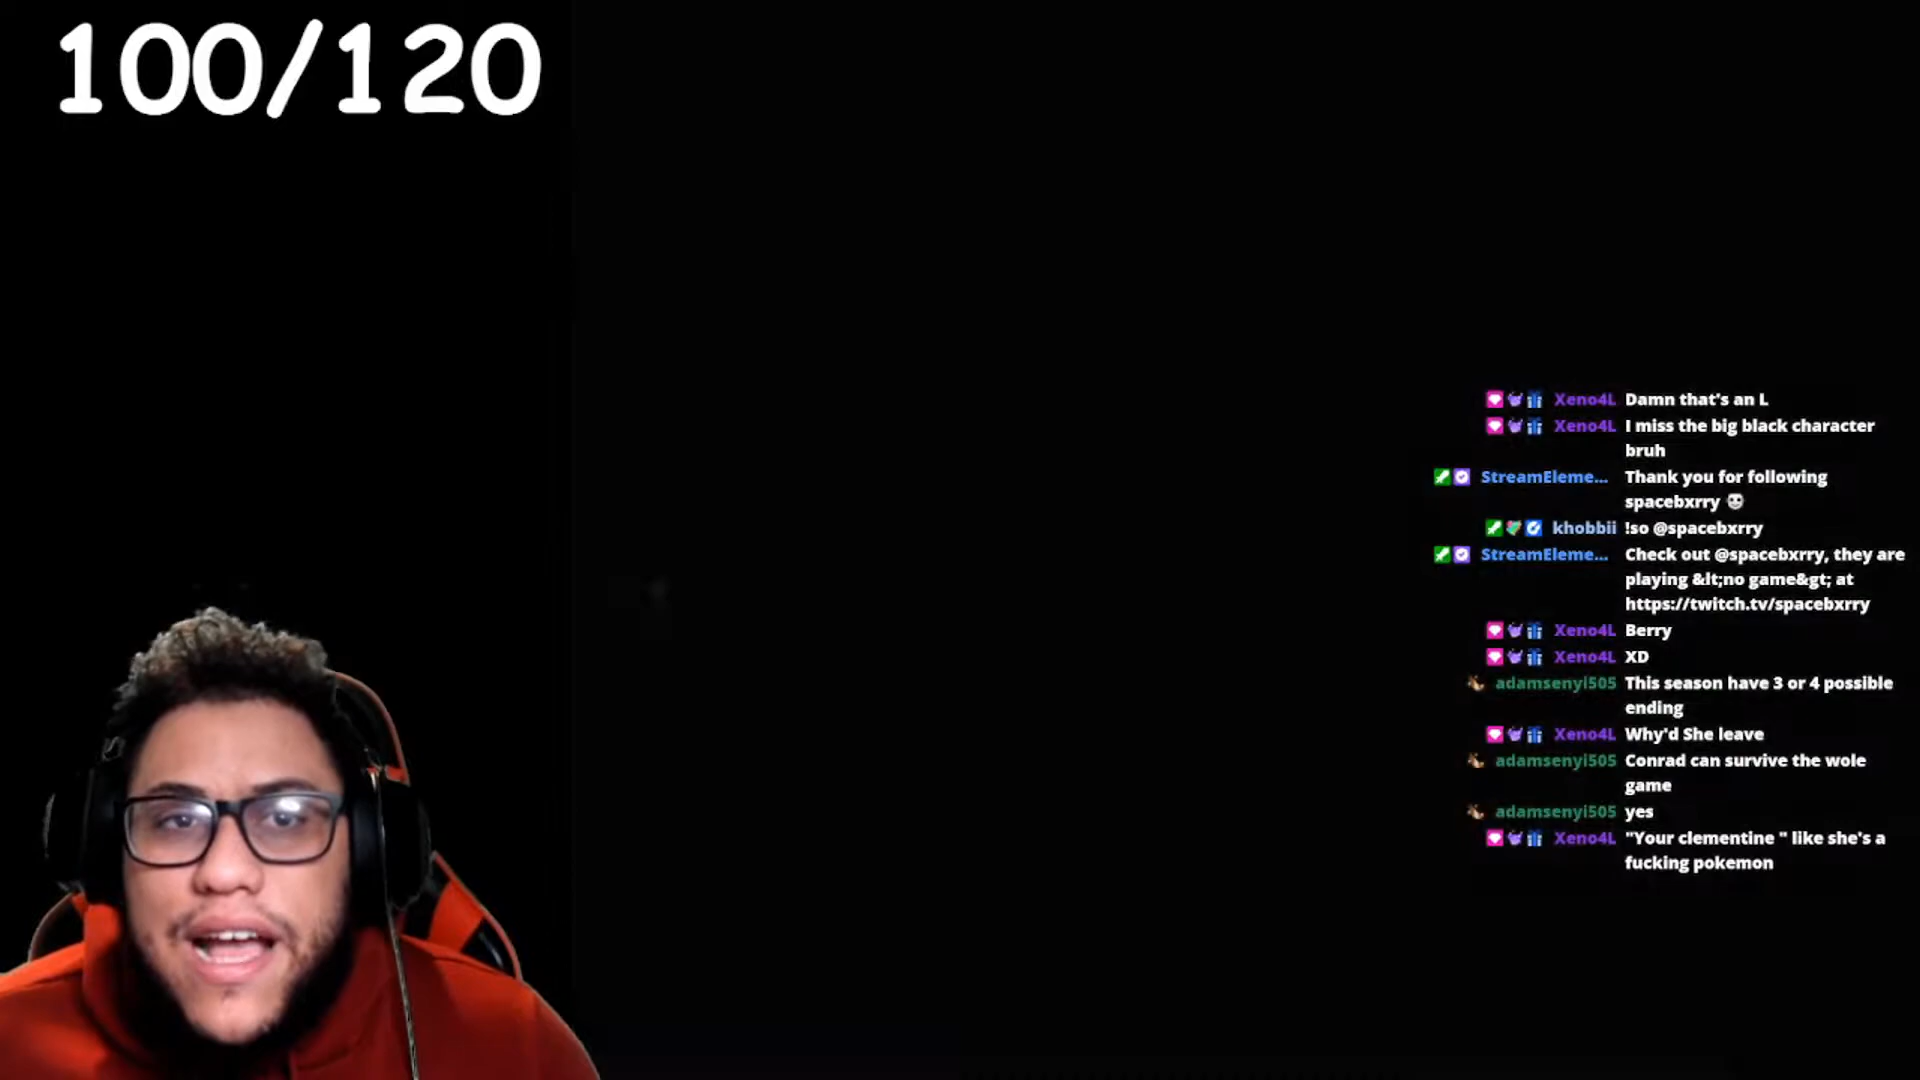 100/120
Xeno4L Damn that's an L
Xeno4L I miss the big black character
bruh
StreamEleme... Thank you for following
spacebxrry
khobbii !so @spacebxrry
StreamEleme... Check out @spacebxrry, they are
playing &lt;no game&gt; at
https://twitch.tv/spacebxrry
Xeno4L Berry
Xeno4L XD
adamsenyi505 This season have 3 or 4 possible
ending
Xeno4L Why'd She leave
adamsenyi505 Conrad can survive the wole
game
adamsenyi505 yes
Xeno4L "Your clementine " like she's a
fucking pokemon